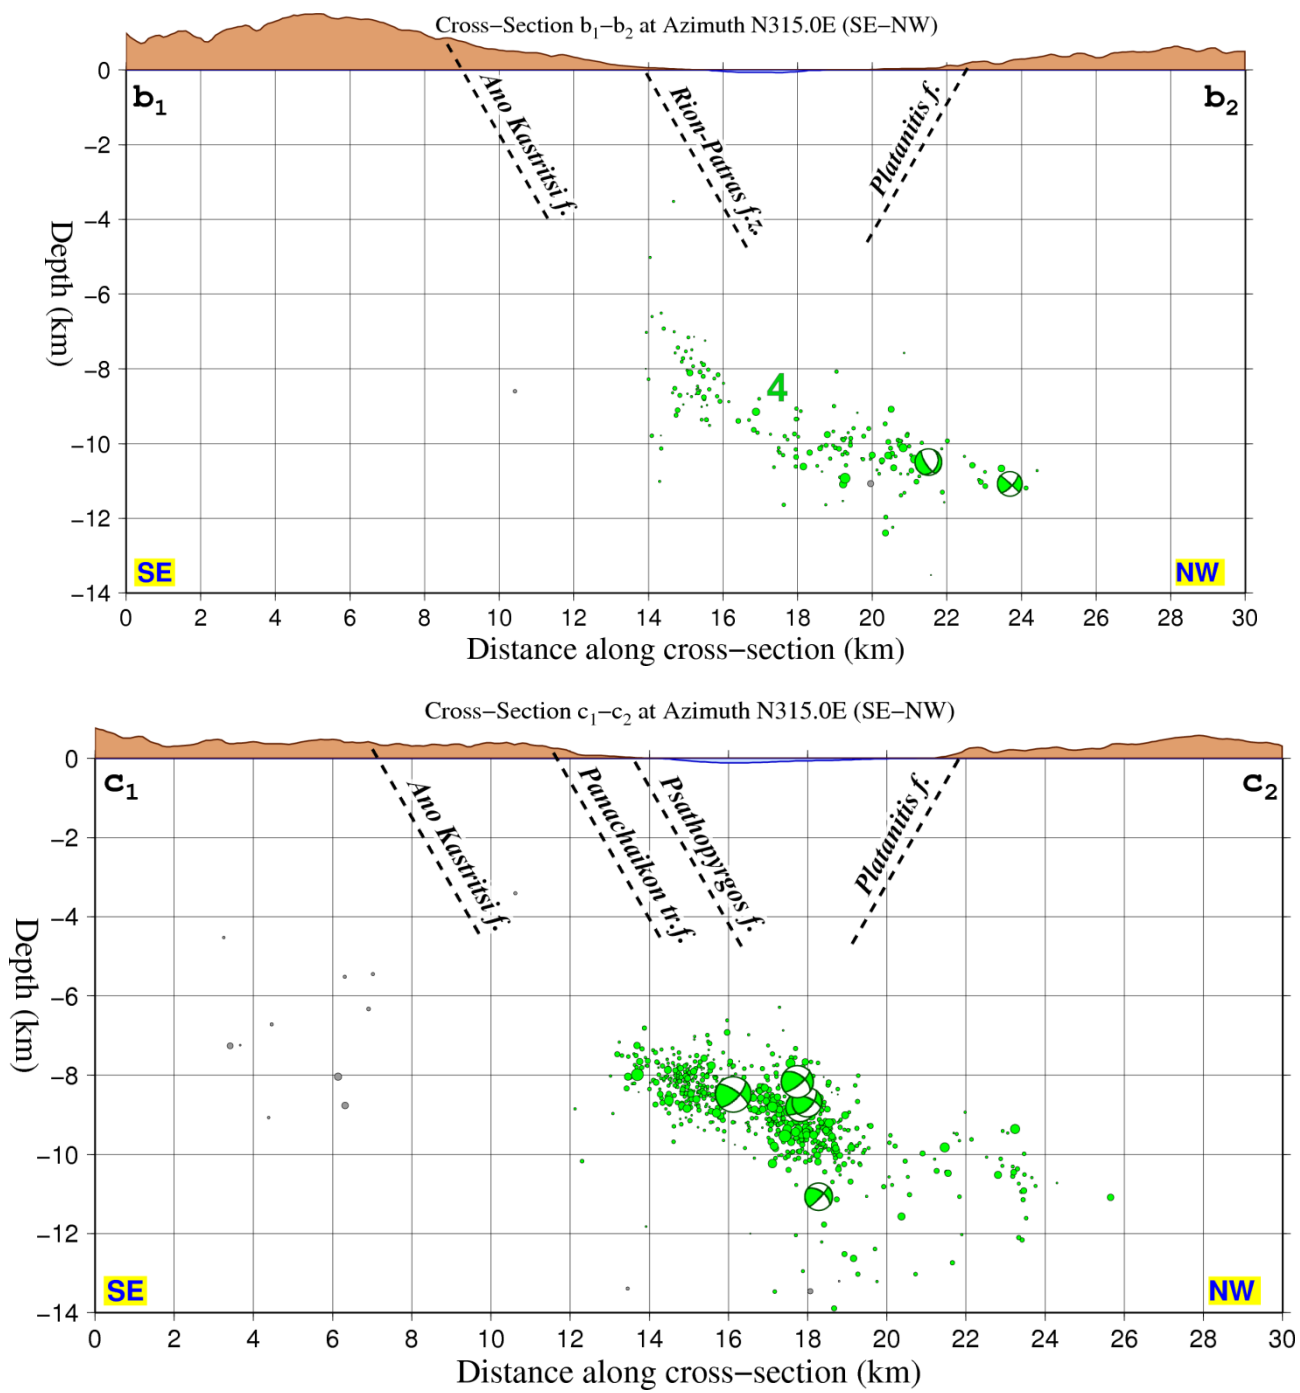 Cross−Section b1−b2 at Azimuth N315.0E (SE−NW)
0
−2
−4
−6
−8
−10
−12
−14
Depth (km)
b1
b2
Ano Kastritsi f.
Rion-Patras f.z.
Platanitis f.
4
SE
NW
0 2 4 6 8 10 12 14 16 18 20 22 24 26 28 30
Distance along cross−section (km)
Cross−Section c1−c2 at Azimuth N315.0E (SE−NW)
0
−2
−4
−6
−8
−10
−12
−14
Depth (km)
c1
c2
Ano Kastritsi f.
Panachaikon tr.f.
Psathopyrgos f.
Platanitis f.
SE
NW
0 2 4 6 8 10 12 14 16 18 20 22 24 26 28 30
Distance along cross−section (km)